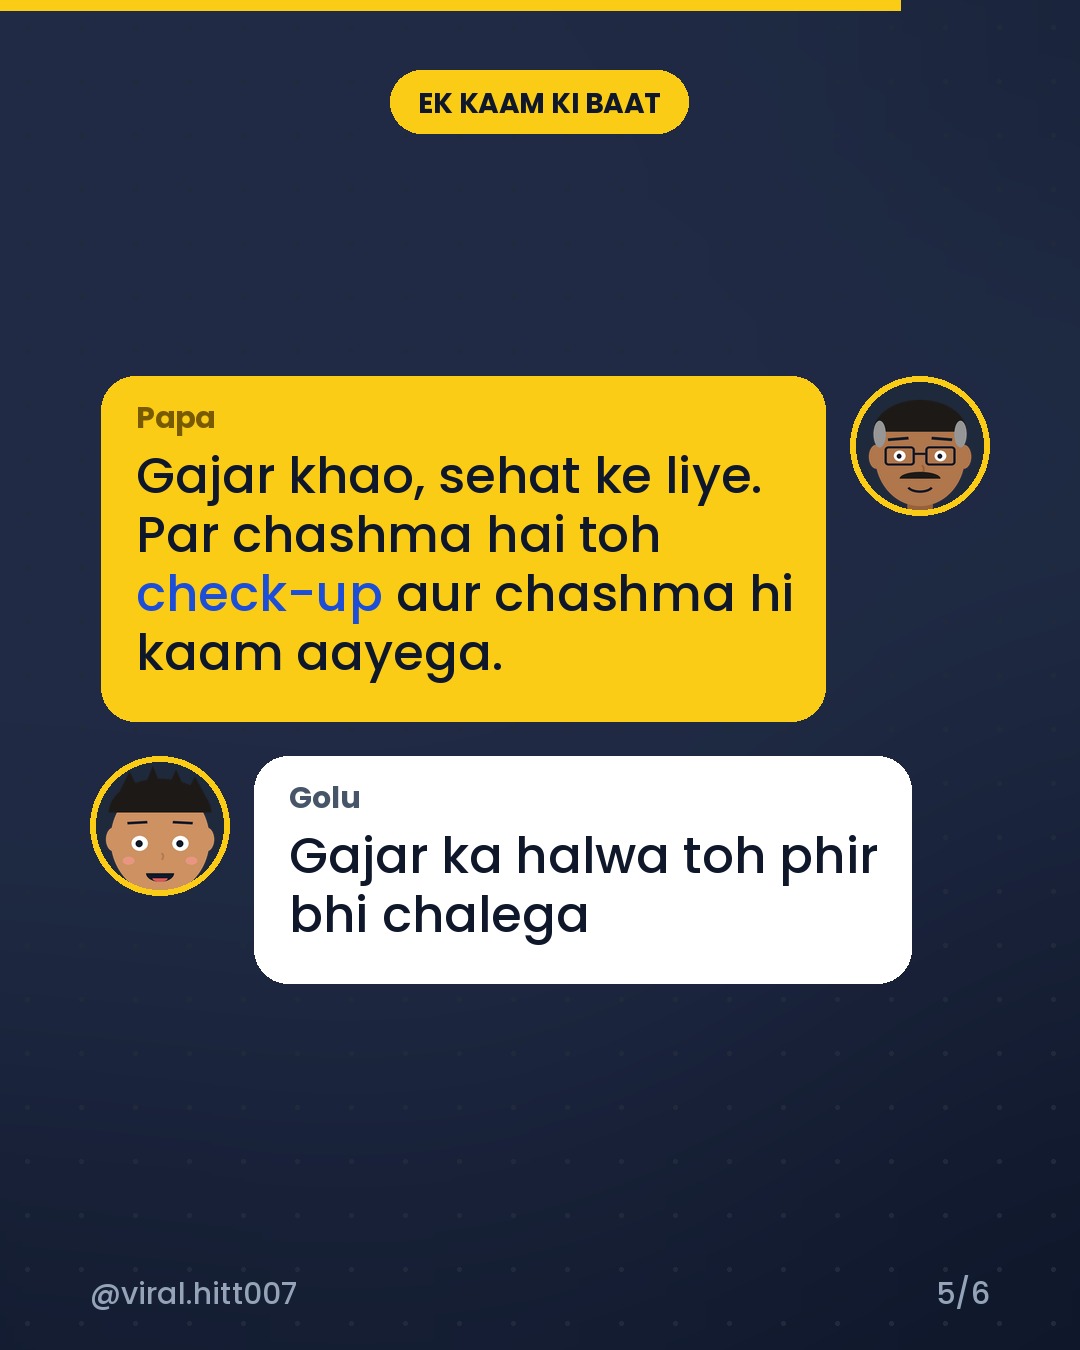 EK KAAM KI BAAT
Papa
Gajar khao, sehat ke liye.
Par chashma hai toh
check-up aur chashma hi
kaam aayega.
Golu
Gajar ka halwa toh phir
bhi chalega
@viral.hitt007
5/6